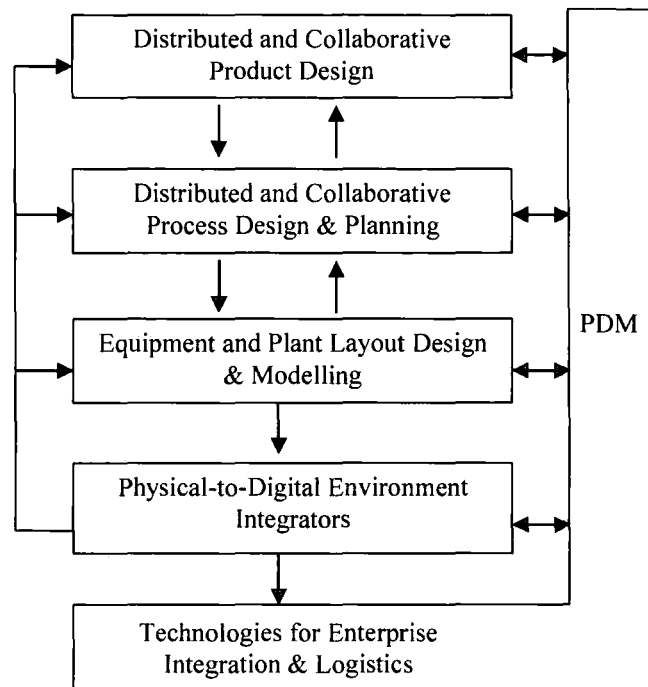 Distributed and Collaborative
Product Design
Distributed and Collaborative
Process Design & Planning
Equipment and Plant Layout Design
& Modelling
PDM
Physical-to-Digital Environment
Integrators
Technologies for Enterprise
Integration & Logistics